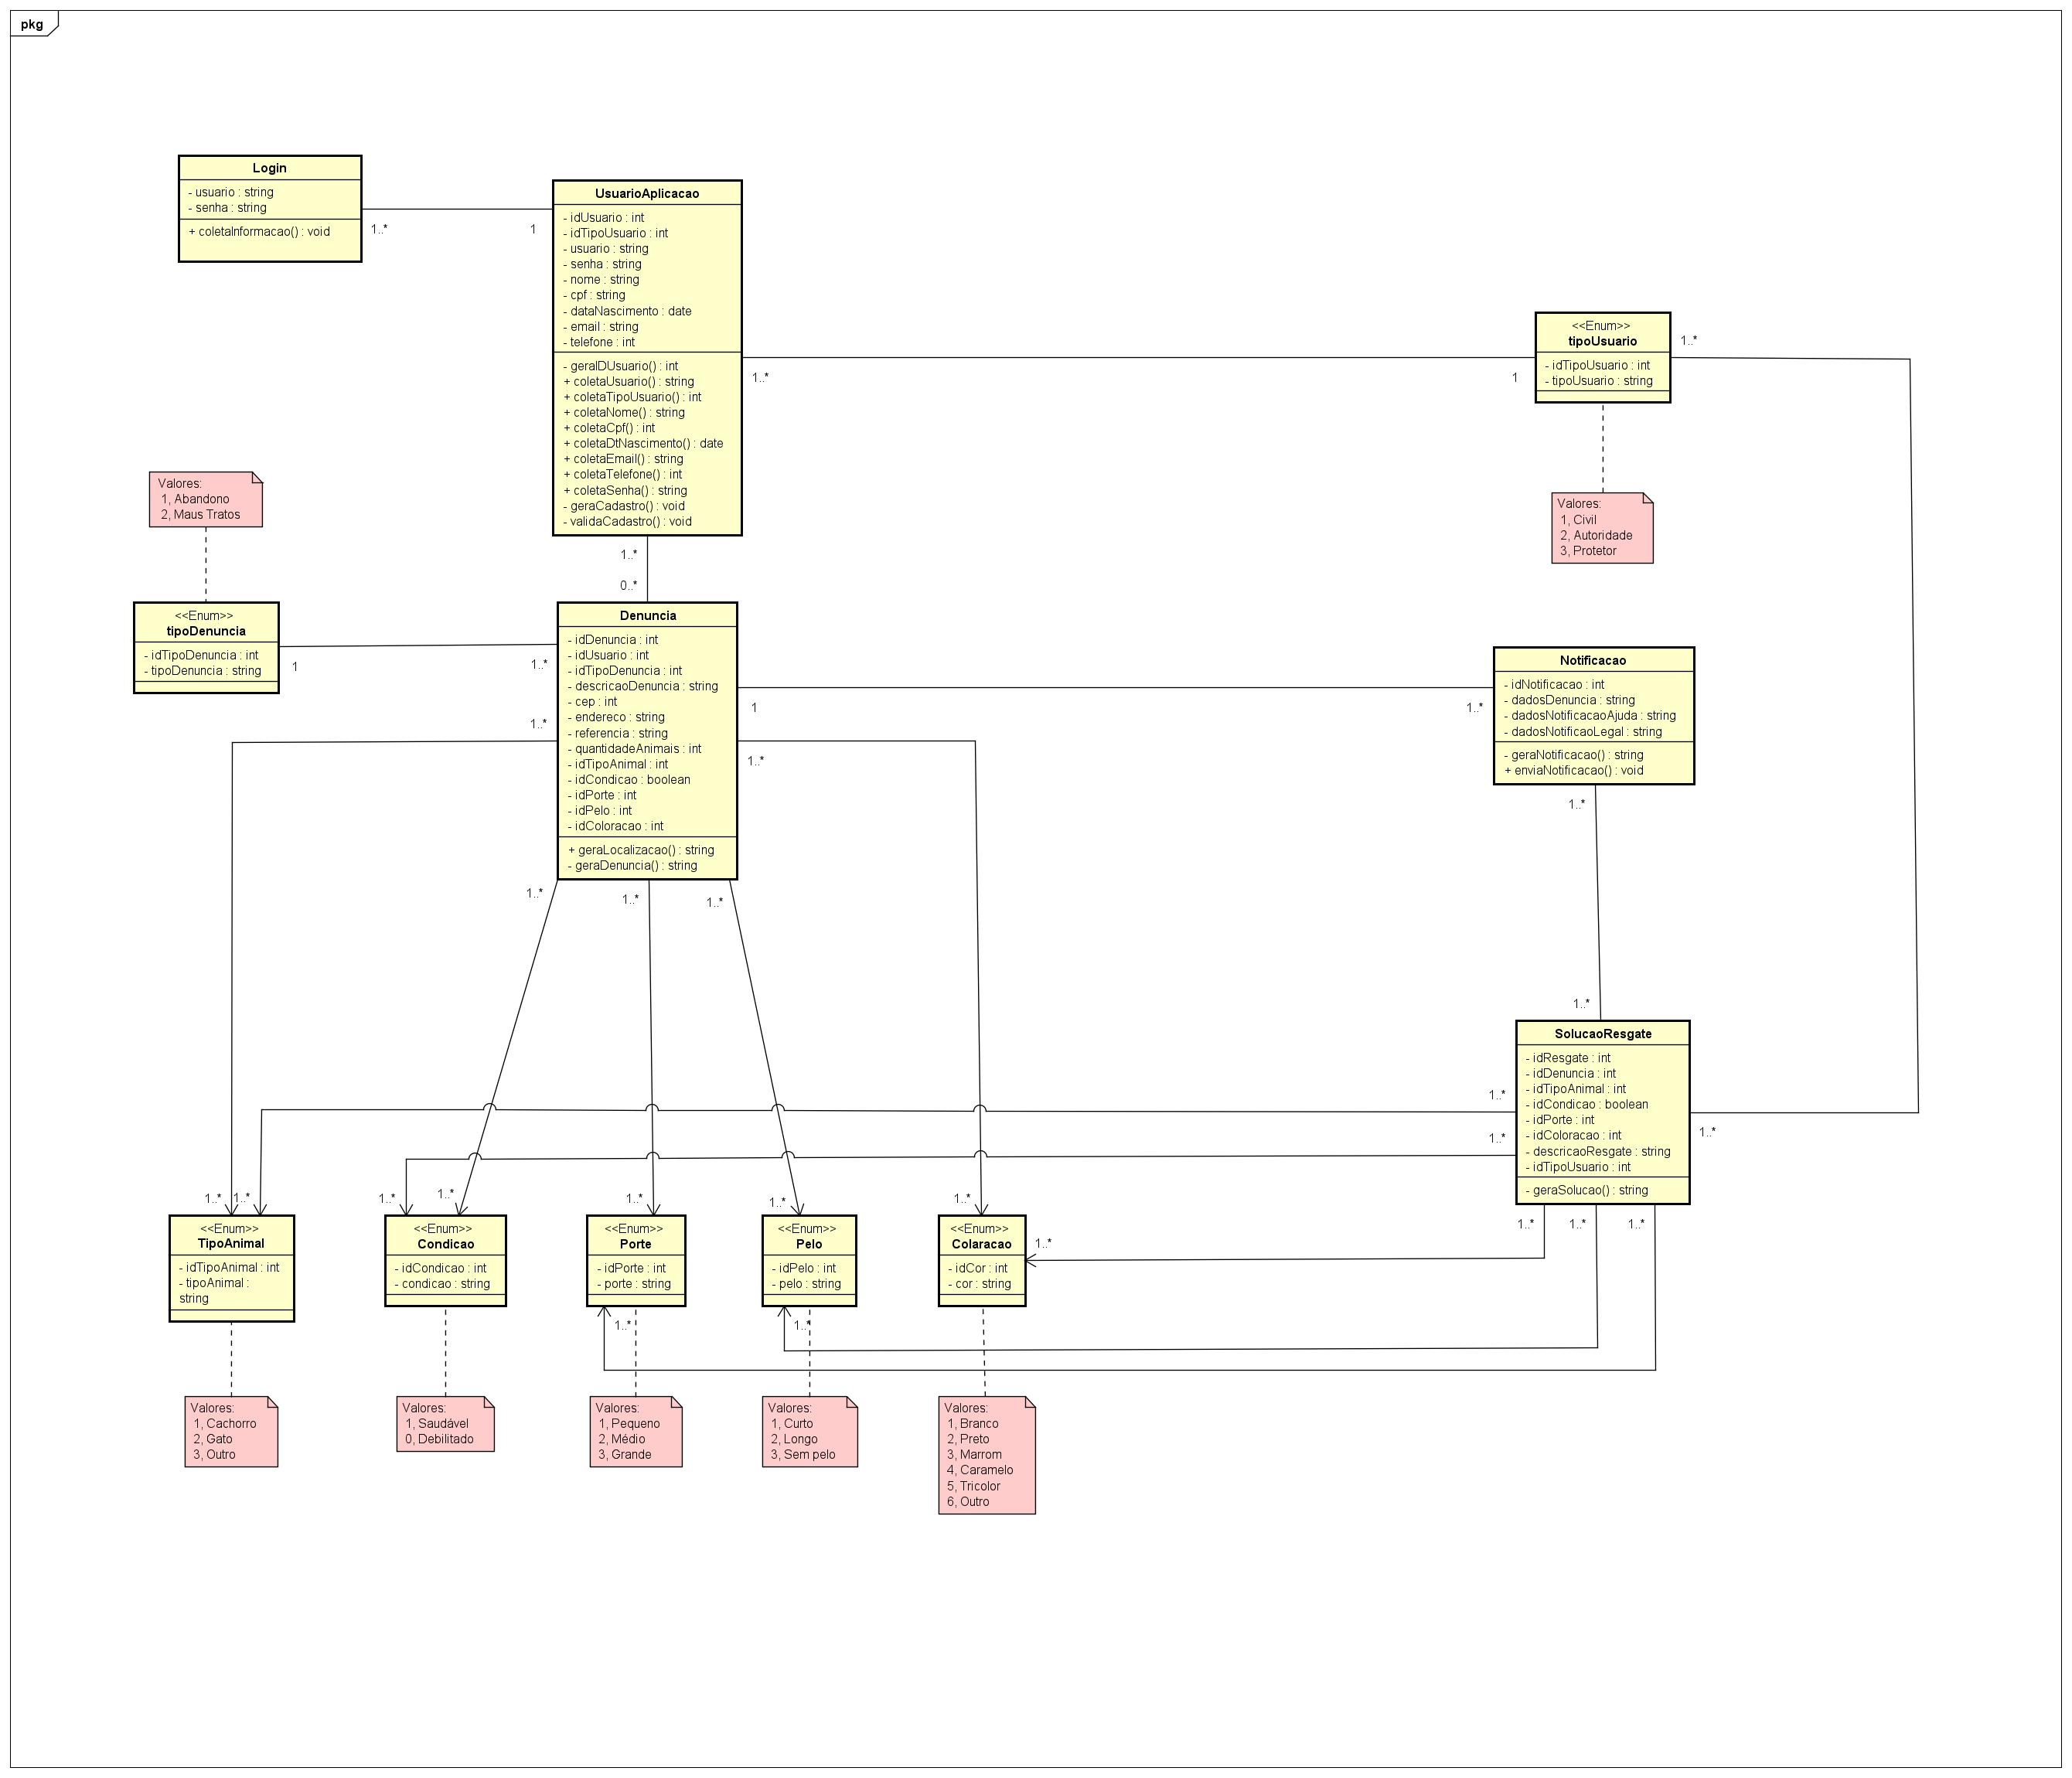 pkg
Login
- usuario : string
- senha : string
+ coletaInformacao() : void
1..*
1
UsuarioAplicacao
- idUsuario : int
- idTipoUsuario : int
- usuario : string
- senha : string
- nome : string
- cpf : string
- dataNascimento : date
- email : string
- telefone : int
- geraIDUsuario() : int
+ coletaUsuario() : string
+ coletaTipoUsuario() : int
+ coletaNome() : string
+ coletaCpf() : int
+ coletaDtNascimento() : date
+ coletaEmail() : string
+ coletaTelefone() : int
+ coletaSenha() : string
- geraCadastro() : void
- validaCadastro() : void
1..*
1
<<Enum>>
tipoUsuario
- idTipoUsuario : int
- tipoUsuario : string
1..*
Valores:
1, Civil
2, Autoridade
3, Protetor
Valores:
1, Abandono
2, Maus Tratos
1..*
0..*
<<Enum>>
tipoDenuncia
- idTipoDenuncia : int
- tipoDenuncia : string
1
1..*
Denuncia
- idDenuncia : int
- idUsuario : int
- idTipoDenuncia : int
- descricaoDenuncia : string
- cep : int
- endereco : string
- referencia : string
- quantidadeAnimais : int
- idTipoAnimal : int
- idCondicao : boolean
- idPorte : int
- idPelo : int
- idColoracao : int
+ geraLocalizacao() : string
- geraDenuncia() : string
1..*
1
1..*
1..*
Notificacao
- idNotificacao : int
- dadosDenuncia : string
- dadosNotificacaoAjuda : string
- dadosNotificaoLegal : string
- geraNotificacao() : string
+ enviaNotificacao() : void
1..*
1..*
1..*
1..*
1..*
SolucaoResgate
- idResgate : int
- idDenuncia : int
- idTipoAnimal : int
- idCondicao : boolean
- idPorte : int
- idColoracao : int
- descricaoResgate : string
- idTipoUsuario : int
- geraSolucao() : string
1..*
1..*
1..*
1..*
1..*
1..*
1..*
1..*
1..*
1..*
1..*
1..*
1..*
<<Enum>>
TipoAnimal
- idTipoAnimal : int
- tipoAnimal :
string
<<Enum>>
Condicao
- idCondicao : int
- condicao : string
<<Enum>>
Porte
- idPorte : int
- porte : string
<<Enum>>
Pelo
- idPelo : int
- pelo : string
<<Enum>>
Colaracao
- idCor : int
- cor : string
1..*
1..*
1..*
Valores:
1, Cachorro
2, Gato
3, Outro
Valores:
1, Saudável
0, Debilitado
Valores:
1, Pequeno
2, Médio
3, Grande
Valores:
1, Curto
2, Longo
3, Sem pelo
Valores:
1, Branco
2, Preto
3, Marrom
4, Caramelo
5, Tricolor
6, Outro